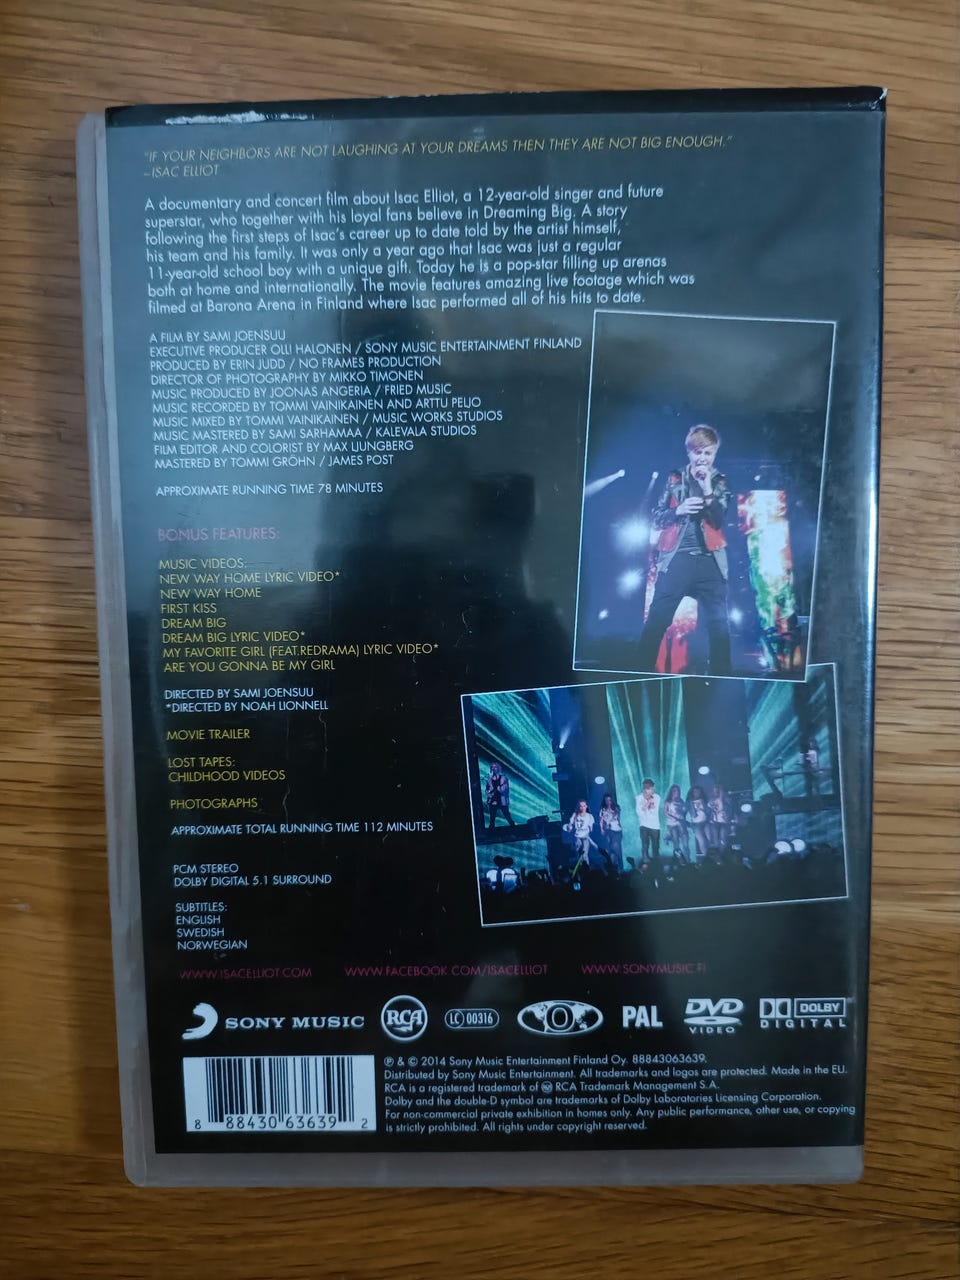 "IF YOUR NEIGHBORS ARE NOT LAUGHING AT YOUR DREAMS THEN THEY ARE NOT BIG ENOUGH."
–ISAC ELLIOT
A documentary and concert film about Isac Elliot, a 12-year-old singer and future
superstar, who together with his loyal fans believe in Dreaming Big. A story
following the first steps of Isac's career up to date told by the artist himself,
his team and his family. It was only a year ago that Isac was just a regular
11-year-old school boy with a unique gift. Today he is a pop-star filling up arenas
both at home and internationally. The movie features amazing live footage which was
filmed at Barona Arena in Finland where Isac performed all of his hits to date.
A FILM BY SAMI JOENSUU
EXECUTIVE PRODUCER OLLI HALONEN / SONY MUSIC ENTERTAINMENT FINLAND
PRODUCED BY ERIN JUDD / NO FRAMES PRODUCTION
DIRECTOR OF PHOTOGRAPHY BY MIKKO TIMONEN
MUSIC PRODUCED BY JOONAS ANGERIA / FRIED MUSIC
MUSIC RECORDED BY TOMMI VAINIKAINEN AND ARTTU PELJO
MUSIC MIXED BY TOMMI VAINIKAINEN / MUSIC WORKS STUDIOS
MUSIC MASTERED BY SAMI SARHAMAA / KALEVALA STUDIOS
FILM EDITOR AND COLORIST BY MAX LJUNGBERG
MASTERED BY TOMMI GRÖHN / JAMES POST
APPROXIMATE RUNNING TIME 78 MINUTES
BONUS FEATURES:
MUSIC VIDEOS:
NEW WAY HOME LYRIC VIDEO*
NEW WAY HOME
FIRST KISS
DREAM BIG
DREAM BIG LYRIC VIDEO*
MY FAVORITE GIRL (FEAT.REDRAMA) LYRIC VIDEO*
ARE YOU GONNA BE MY GIRL
DIRECTED BY SAMI JOENSUU
*DIRECTED BY NOAH LIONNELL
MOVIE TRAILER
LOST TAPES:
CHILDHOOD VIDEOS
PHOTOGRAPHS
APPROXIMATE TOTAL RUNNING TIME 112 MINUTES
PCM STEREO
DOLBY DIGITAL 5.1 SURROUND
SUBTITLES:
ENGLISH
SWEDISH
NORWEGIAN
WWW.ISACELLIOT.COM WWW.FACEBOOK.COM/ISACELLIOT WWW.SONYMUSIC.FI
SONY MUSIC RCA LC 00316 O PAL DVD VIDEO DOLBY DIGITAL
℗ & © 2014 Sony Music Entertainment Finland Oy. 88843063639.
Distributed by Sony Music Entertainment. All trademarks and logos are protected. Made in the EU.
RCA is a registered trademark of RCA Trademark Management S.A.
Dolby and the double-D symbol are trademarks of Dolby Laboratories Licensing Corporation.
For non-commercial private exhibition in homes only. Any public performance, other use, or copying
is strictly prohibited. All rights under copyright reserved.
8 88430 63639 2